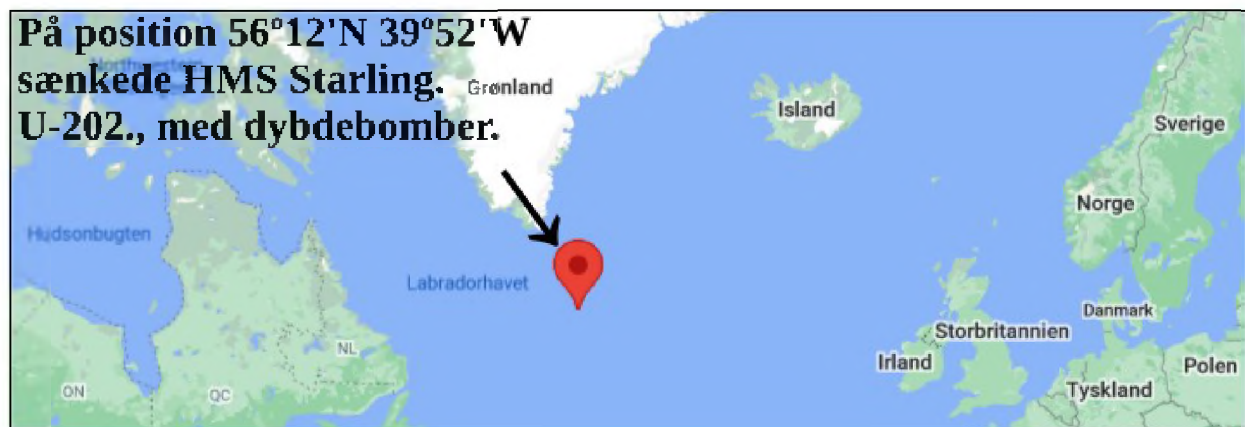 På position 56°12'N 39°52'W
sænkede HMS Starling.
U-202., med dybdebomber.
Grønland
Island
Sverige
Norge
Hudsonbugten
Labradorhavet
Danmark
Storbritannien
Irland
Polen
Tyskland
NL
ON
QC